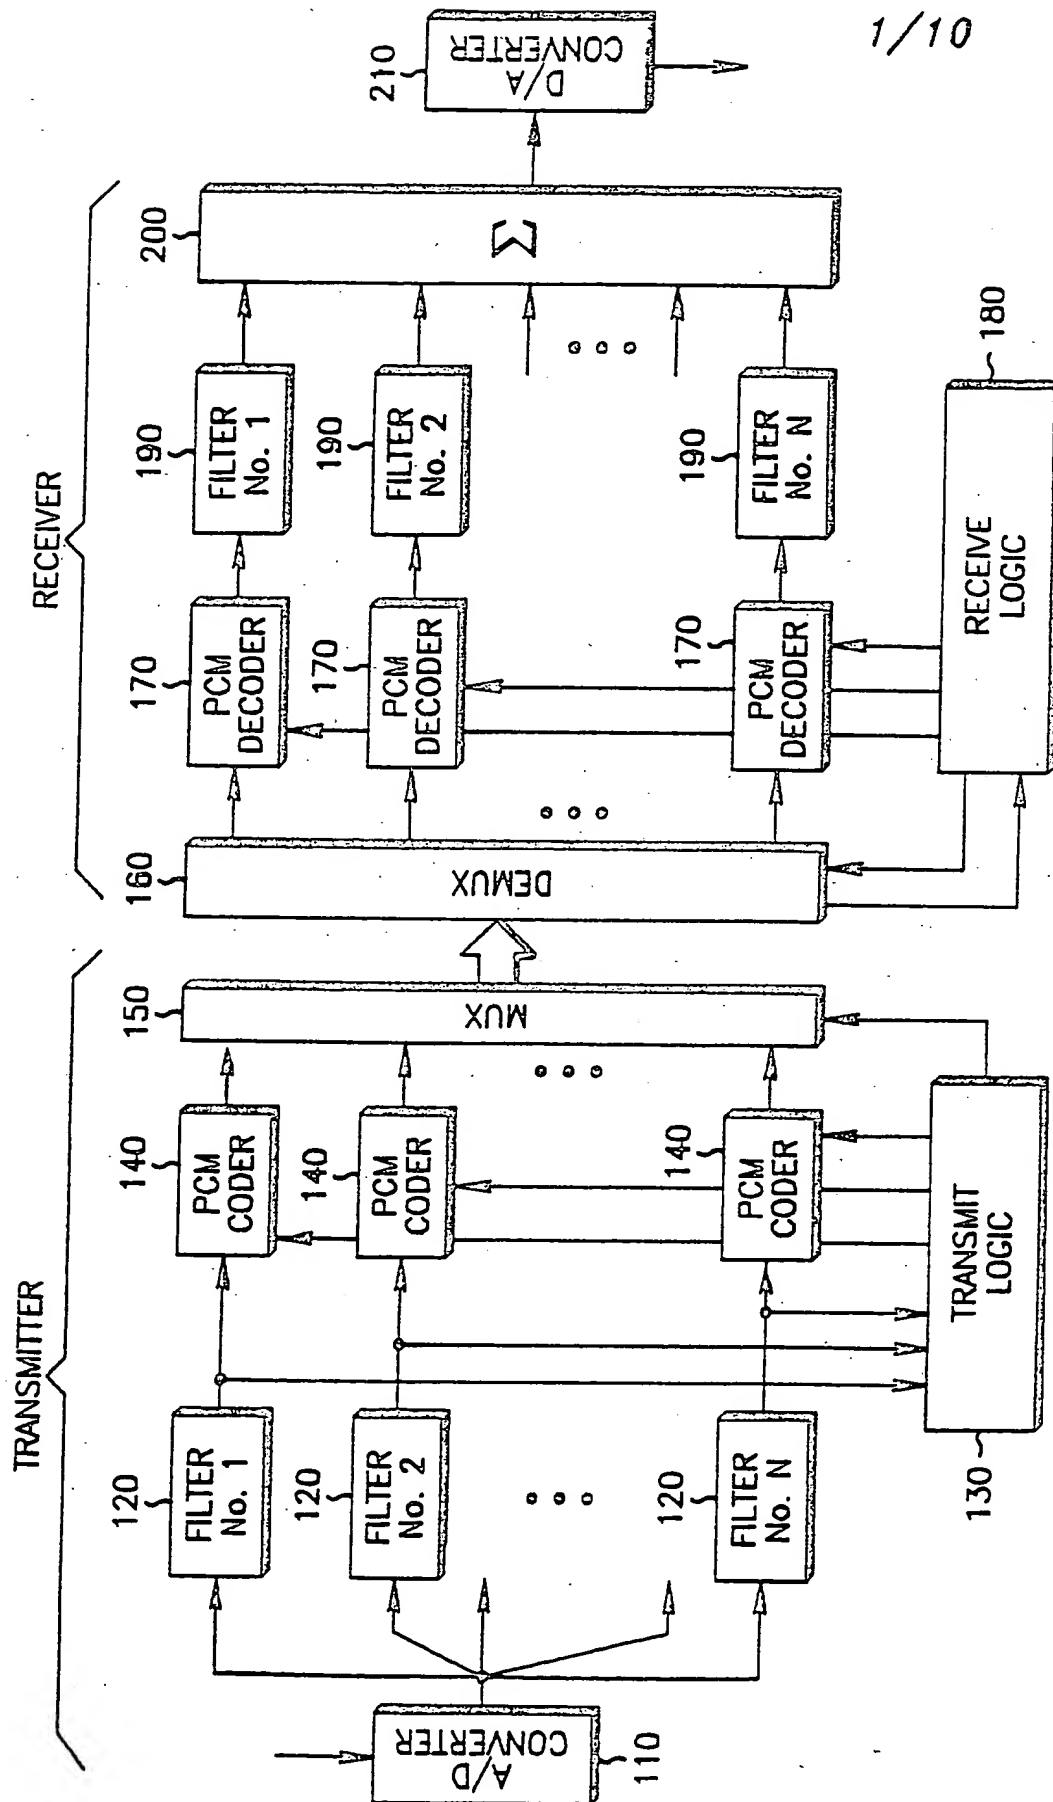 1/10
TRANSMITTER
RECEIVER
A/D
CONVERTER
110
FILTER
No. 1
120
FILTER
No. 2
120
FILTER
No. N
120
TRANSMIT
LOGIC
130
PCM
CODER
140
PCM
CODER
140
PCM
CODER
140
MUX
150
DEMUX
160
PCM
DECODER
170
PCM
DECODER
170
PCM
DECODER
170
RECEIVE
LOGIC
180
FILTER
No. 1
190
FILTER
No. 2
190
FILTER
No. N
190
Σ
200
D/A
CONVERTER
210